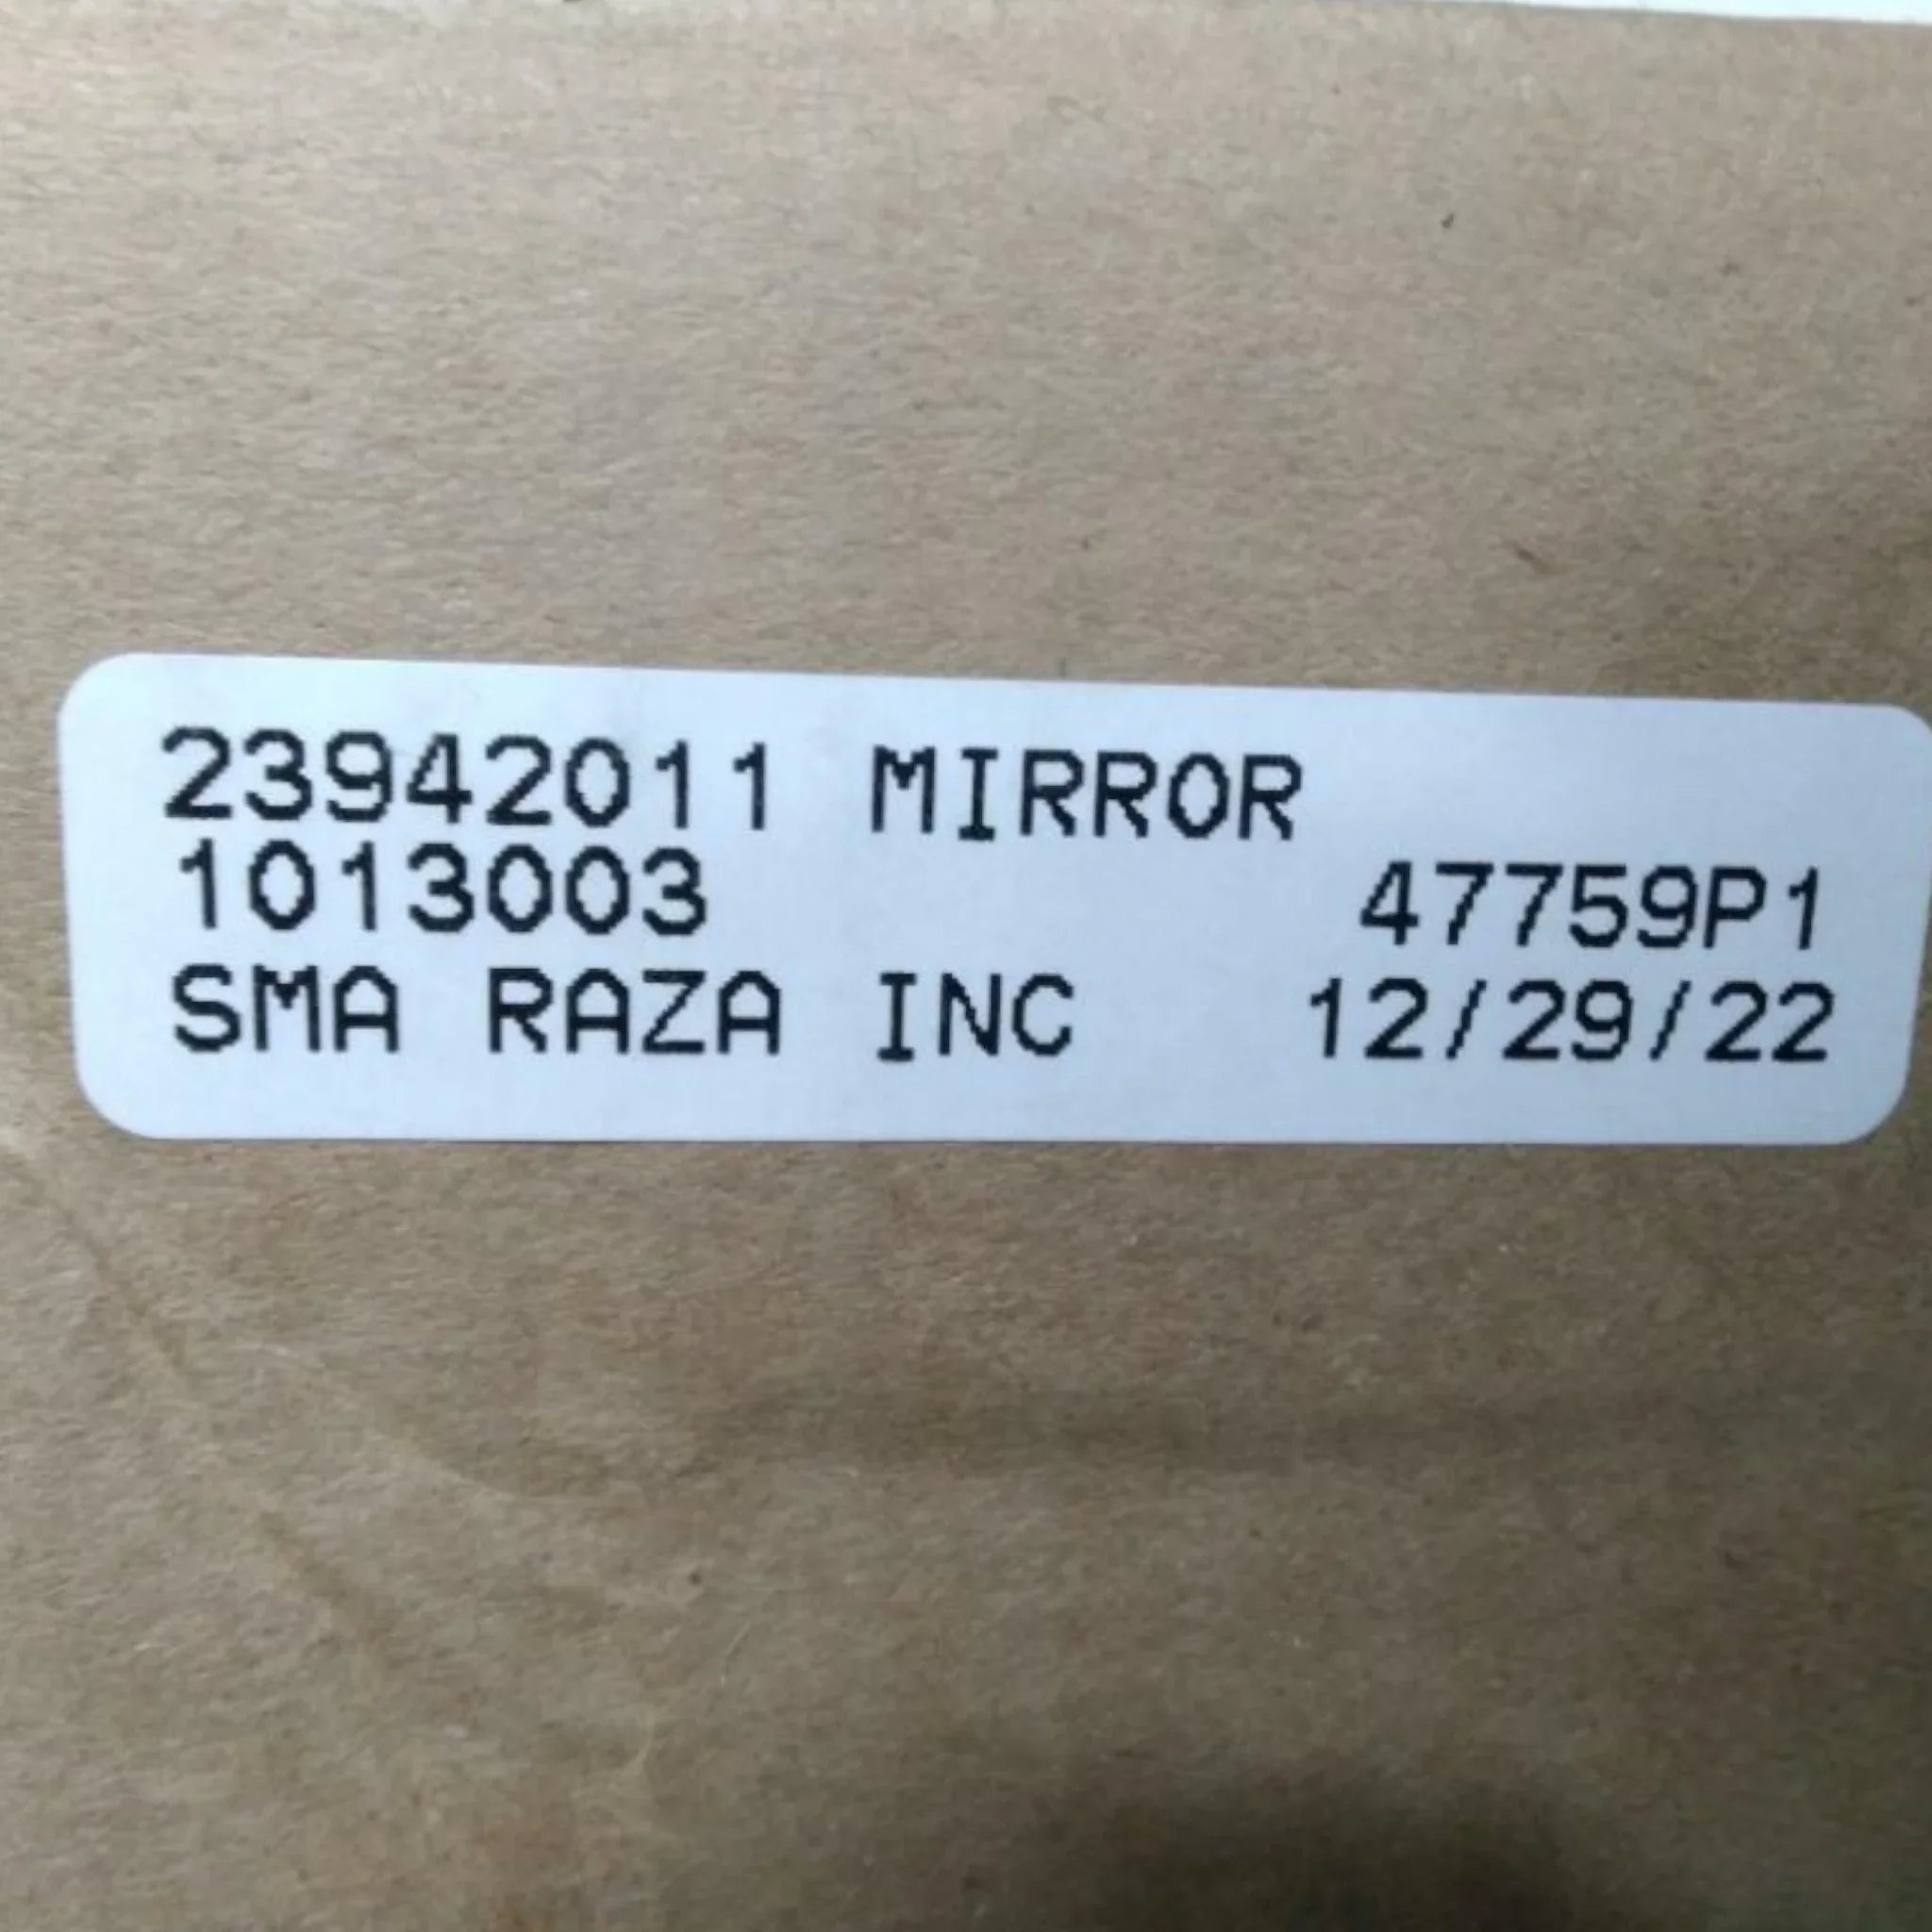 23942011 MIRROR
1013003 47759P1
SMA RAZA INC 12/29/22